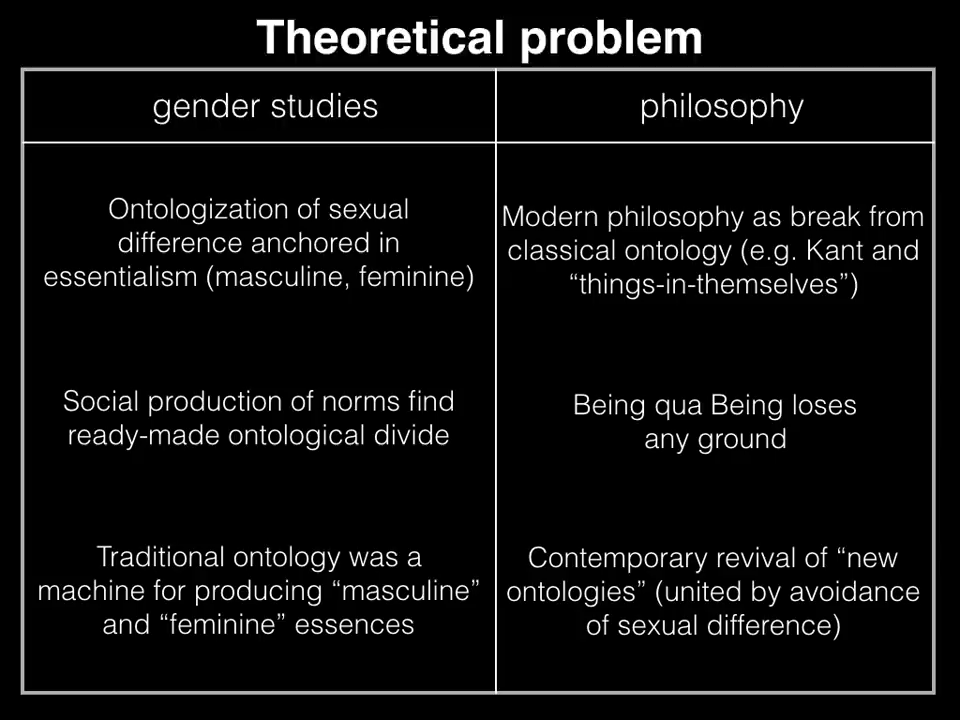 Theoretical problem
gender studies
philosophy
Ontologization of sexual
difference anchored in
essentialism (masculine, feminine)
Modern philosophy as break from
classical ontology (e.g. Kant and
“things-in-themselves”)
Social production of norms find
ready-made ontological divide
Being qua Being loses
any ground
Traditional ontology was a
machine for producing “masculine”
and “feminine” essences
Contemporary revival of “new
ontologies” (united by avoidance
of sexual difference)